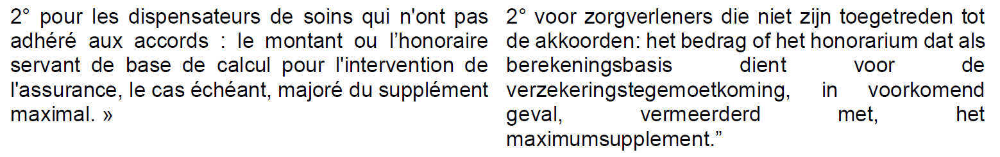 2° pour les dispensateurs de soins qui n'ont pas
adhéré aux accords : le montant ou l’honoraire
servant de base de calcul pour l'intervention de
l'assurance, le cas échéant, majoré du supplément
maximal. »
2° voor zorgverleners die niet zijn toegetreden tot
de akkoorden: het bedrag of het honorarium dat als
berekeningsbasis dient voor de
verzekeringstegemoetkoming, in voorkomend
geval, vermeerderd met, het
maximumsupplement.”